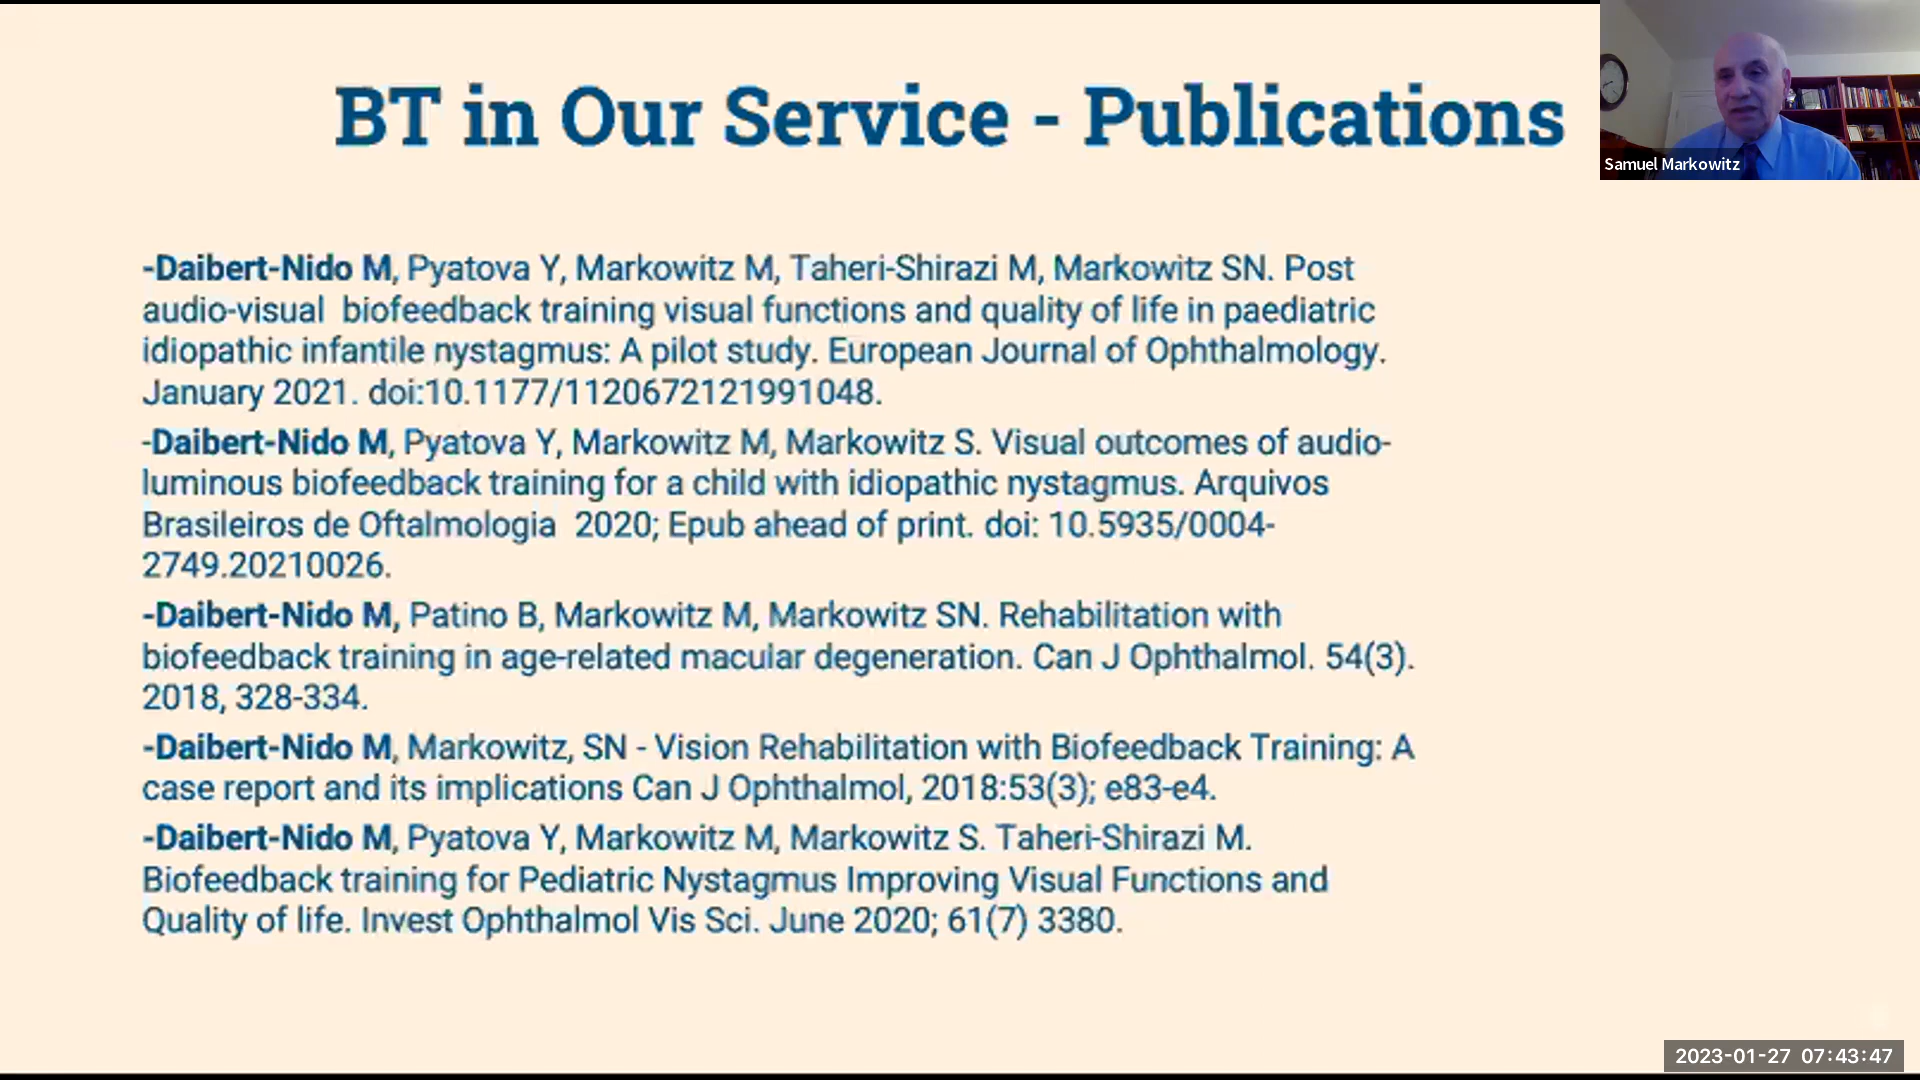 BT in Our Service - Publications
Samuel Markowitz
-Daibert-Nido M, Pyatova Y, Markowitz M, Taheri-Shirazi M, Markowitz SN. Post
audio-visual biofeedback training visual functions and quality of life in paediatric
idiopathic infantile nystagmus: A pilot study. European Journal of Ophthalmology.
January 2021. doi:10.1177/1120672121991048.
-Daibert-Nido M, Pyatova Y, Markowitz M, Markowitz S. Visual outcomes of audio-
luminous biofeedback training for a child with idiopathic nystagmus. Arquivos
Brasileiros de Oftalmologia 2020; Epub ahead of print. doi: 10.5935/0004-
2749.20210026.
-Daibert-Nido M, Patino B, Markowitz M, Markowitz SN. Rehabilitation with
biofeedback training in age-related macular degeneration. Can J Ophthalmol. 54(3).
2018, 328-334.
-Daibert-Nido M, Markowitz, SN - Vision Rehabilitation with Biofeedback Training: A
case report and its implications Can J Ophthalmol, 2018:53(3); e83-e4.
-Daibert-Nido M, Pyatova Y, Markowitz M, Markowitz S. Taheri-Shirazi M.
Biofeedback training for Pediatric Nystagmus Improving Visual Functions and
Quality of life. Invest Ophthalmol Vis Sci. June 2020; 61(7) 3380.
2023-01-27 07:43:47